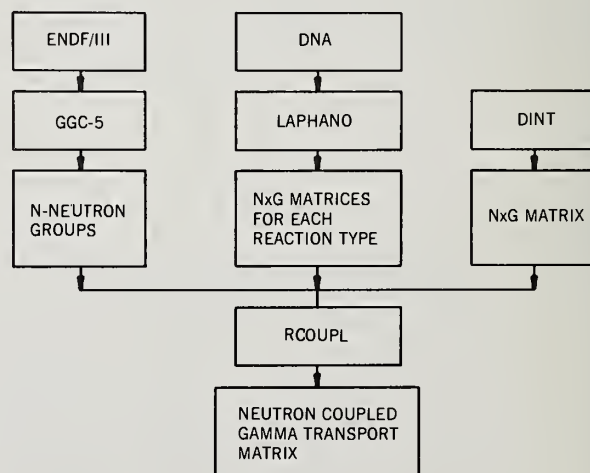 ENDF/III
DNA
GGC-5
LAPHANO
DINT
N-NEUTRON
GROUPS
NxG MATRICES
FOR EACH
REACTION TYPE
NxG MATRIX
RCOUPL
NEUTRON COUPLED
GAMMA TRANSPORT
MATRIX